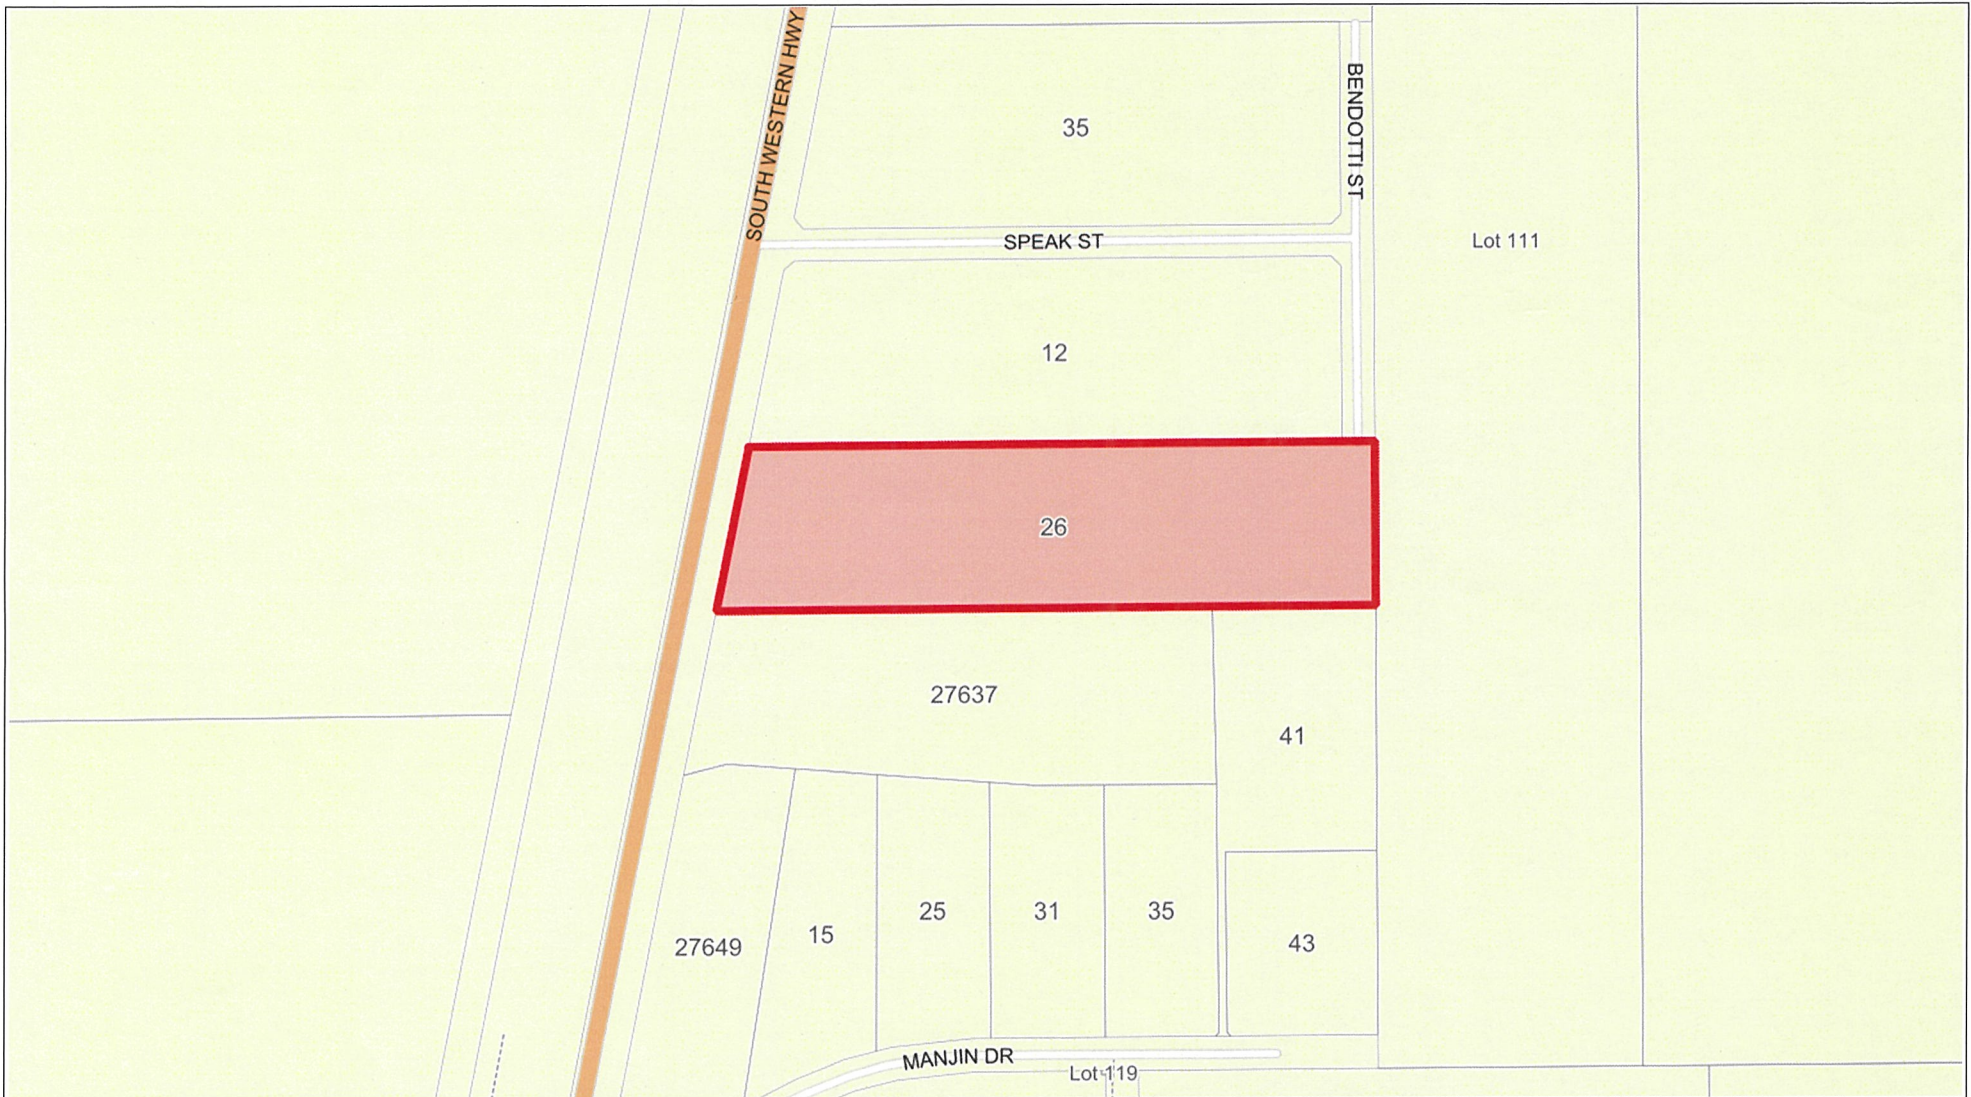 SOUTH WESTERN HWY
BENDOTTI ST
35
SPEAK ST
Lot 111
12
26
27637
41
25
31
35
15
27649
43
MANJIN DR
Lot 119